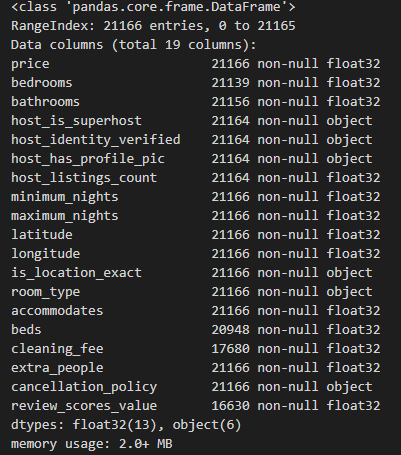 <class 'pandas.core.frame.DataFrame'>
RangeIndex: 21166 entries, 0 to 21165
Data columns (total 19 columns):
price                     21166 non-null float32
bedrooms                  21139 non-null float32
bathrooms                 21156 non-null float32
host_is_superhost         21164 non-null object
host_identity_verified    21164 non-null object
host_has_profile_pic      21164 non-null object
host_listings_count       21164 non-null float32
minimum_nights            21166 non-null float32
maximum_nights            21166 non-null float32
latitude                  21166 non-null float32
longitude                 21166 non-null float32
is_location_exact         21166 non-null object
room_type                 21166 non-null object
accommodates              21166 non-null float32
beds                      20948 non-null float32
cleaning_fee              17680 non-null float32
extra_people              21166 non-null float32
cancellation_policy       21166 non-null object
review_scores_value       16630 non-null float32
dtypes: float32(13), object(6)
memory usage: 2.0+ MB